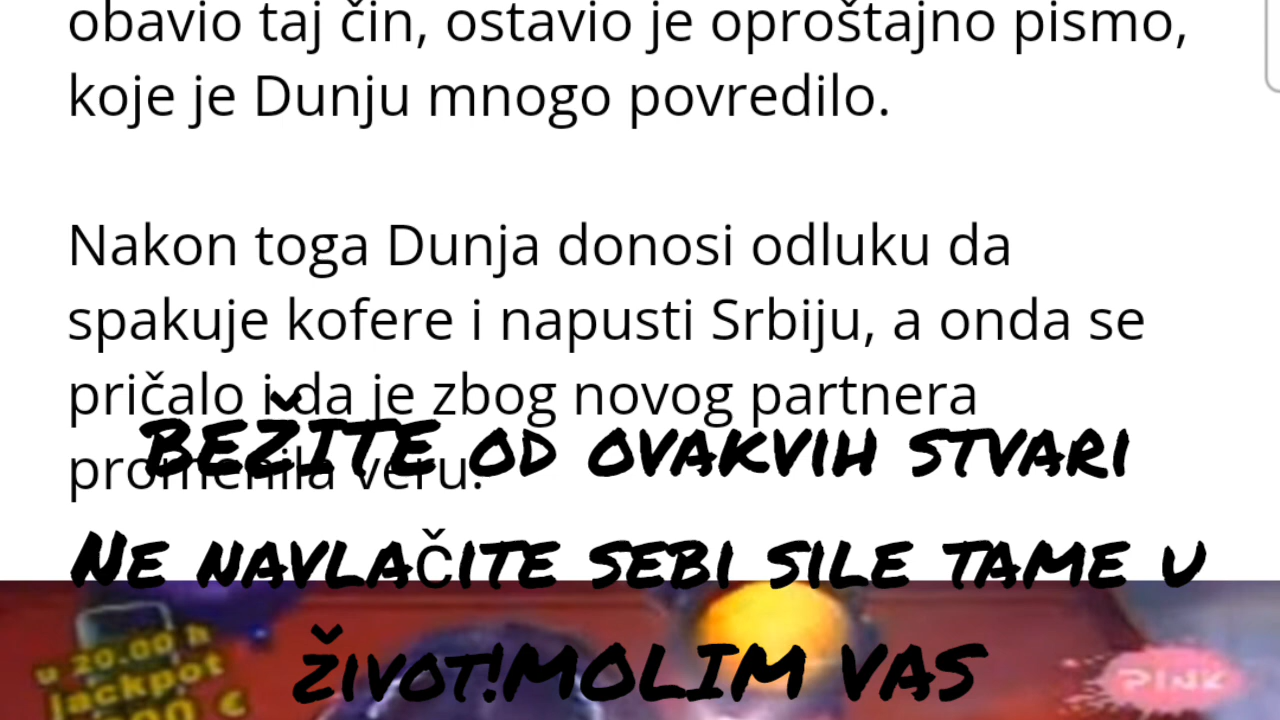 obavio taj čin, ostavio je oproštajno pismo,
koje je Dunju mnogo povredilo.
Nakon toga Dunja donosi odluku da
spakuje kofere i napusti Srbiju, a onda se
pričalo i da je zbog novog partnera
promenila veru.
BEŽITE OD OVAKVIH STVARI
NE NAVLAČITE SEBI SILE TAME U
ŽIVOT!MOLIM VAS
u 20.00 h
jackpot
€
PINK